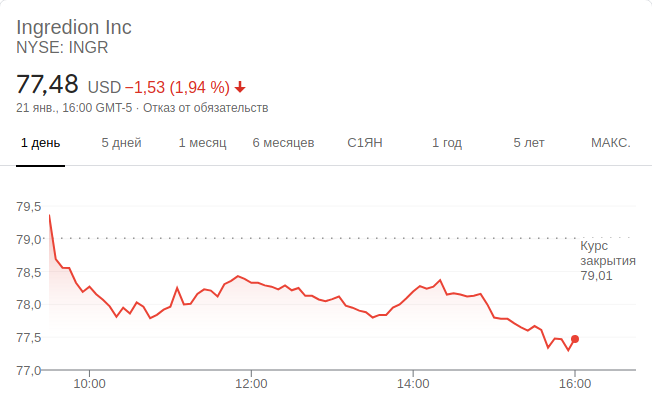 Ingredion Inc
NYSE: INGR
77,48 USD −1,53 (1,94 %)
21 янв., 16:00 GMT-5 · Отказ от обязательств
1 день 5 дней 1 месяц 6 месяцев С1ЯН 1 год 5 лет МАКС.
79,5
79,0
Курс
закрытия
79,01
78,5
78,0
77,5
77,0
10:00 12:00 14:00 16:00